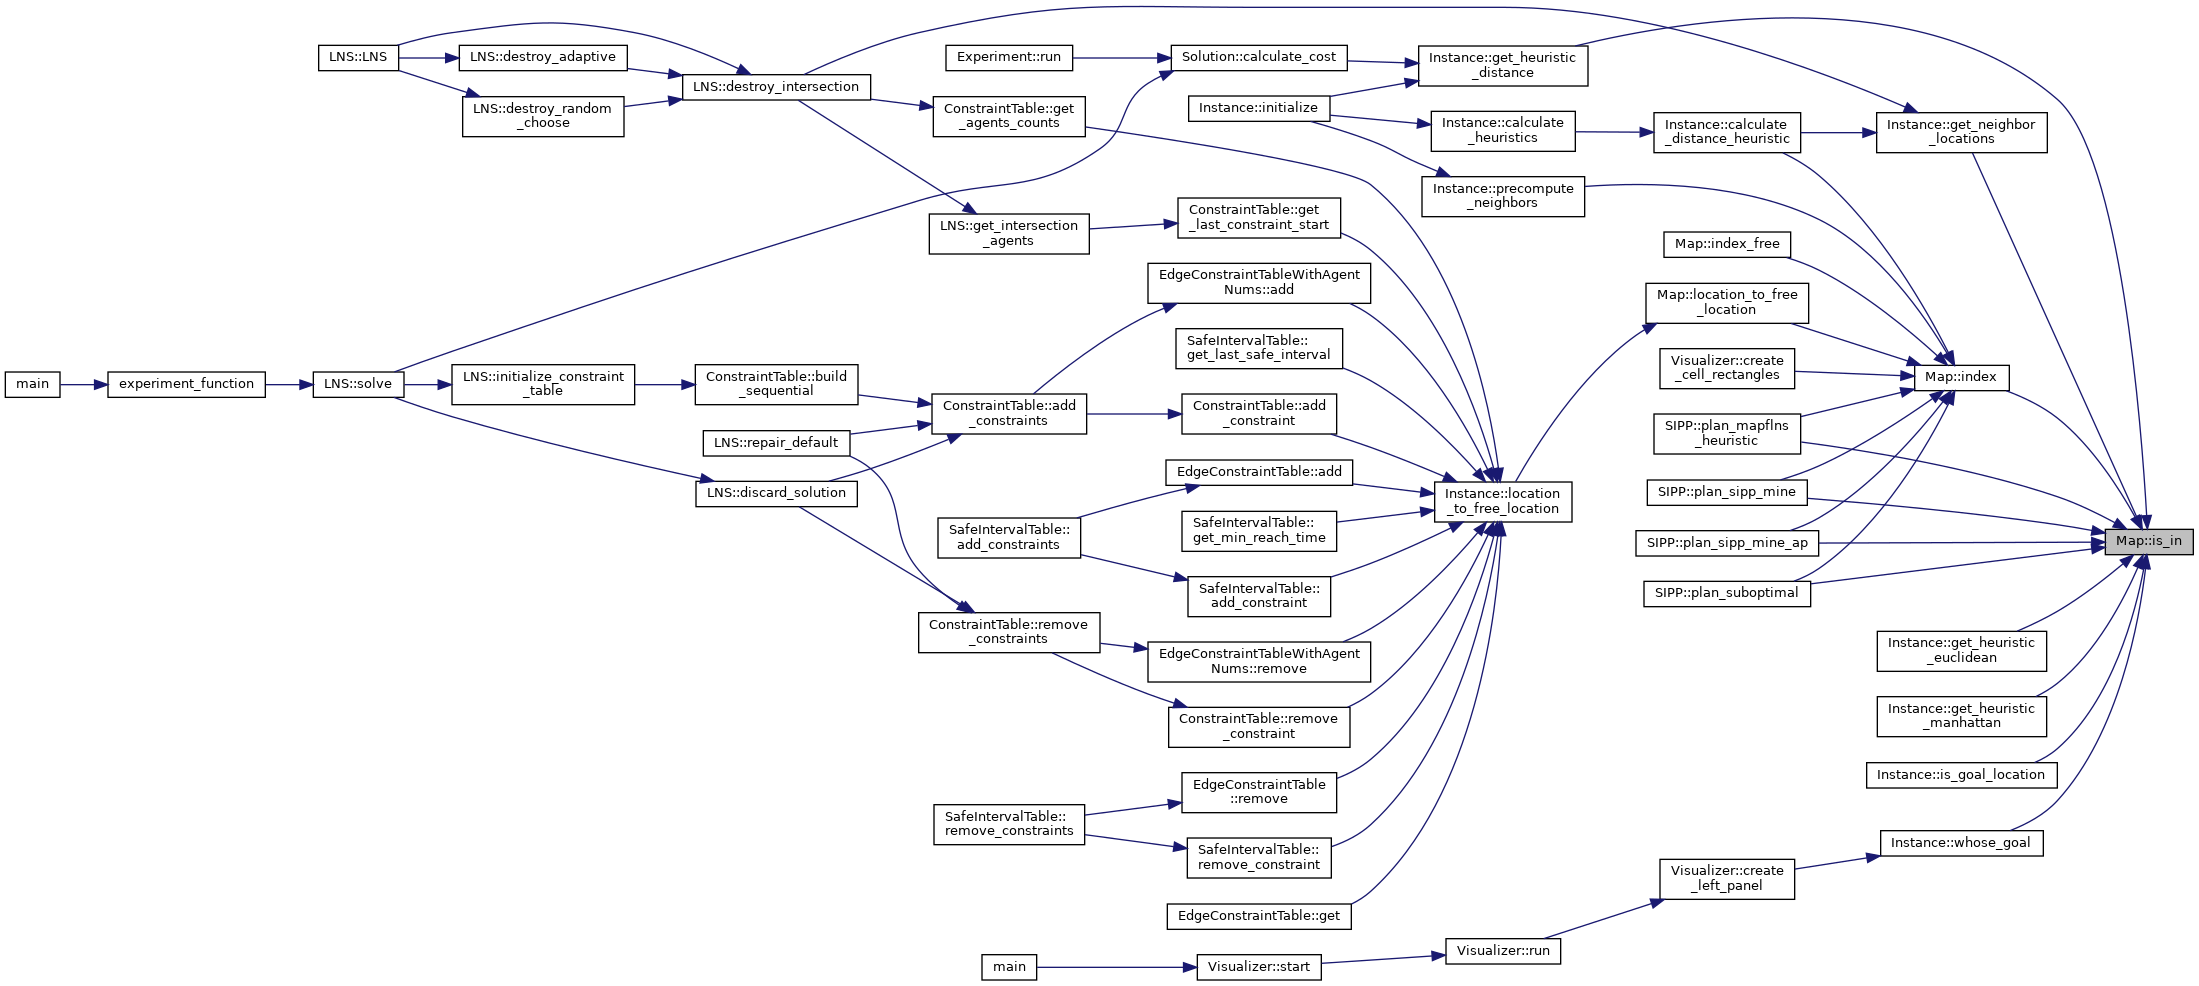 main
experiment_function
LNS::LNS
LNS::solve
LNS::destroy_adaptive
LNS::destroy_random
_choose
LNS::initialize_constraint
_table
LNS::destroy_intersection
ConstraintTable::build
_sequential
LNS::repair_default
LNS::discard_solution
Experiment::run
ConstraintTable::get
_agents_counts
LNS::get_intersection
_agents
ConstraintTable::add
_constraints
SafeIntervalTable::
add_constraints
ConstraintTable::remove
_constraints
SafeIntervalTable::
remove_constraints
main
Solution::calculate_cost
Instance::initialize
ConstraintTable::get
_last_constraint_start
EdgeConstraintTableWithAgent
Nums::add
SafeIntervalTable::
get_last_safe_interval
ConstraintTable::add
_constraint
EdgeConstraintTable::add
SafeIntervalTable::
get_min_reach_time
SafeIntervalTable::
add_constraint
EdgeConstraintTableWithAgent
Nums::remove
ConstraintTable::remove
_constraint
EdgeConstraintTable
::remove
SafeIntervalTable::
remove_constraint
EdgeConstraintTable::get
Visualizer::start
Instance::get_heuristic
_distance
Instance::calculate
_heuristics
Instance::precompute
_neighbors
Instance::location
_to_free_location
Visualizer::run
Instance::calculate
_distance_heuristic
Map::index_free
Map::location_to_free
_location
Visualizer::create
_cell_rectangles
SIPP::plan_mapflns
_heuristic
SIPP::plan_sipp_mine
SIPP::plan_sipp_mine_ap
SIPP::plan_suboptimal
Visualizer::create
_left_panel
Instance::get_neighbor
_locations
Map::index
Instance::get_heuristic
_euclidean
Instance::get_heuristic
_manhattan
Instance::is_goal_location
Instance::whose_goal
Map::is_in